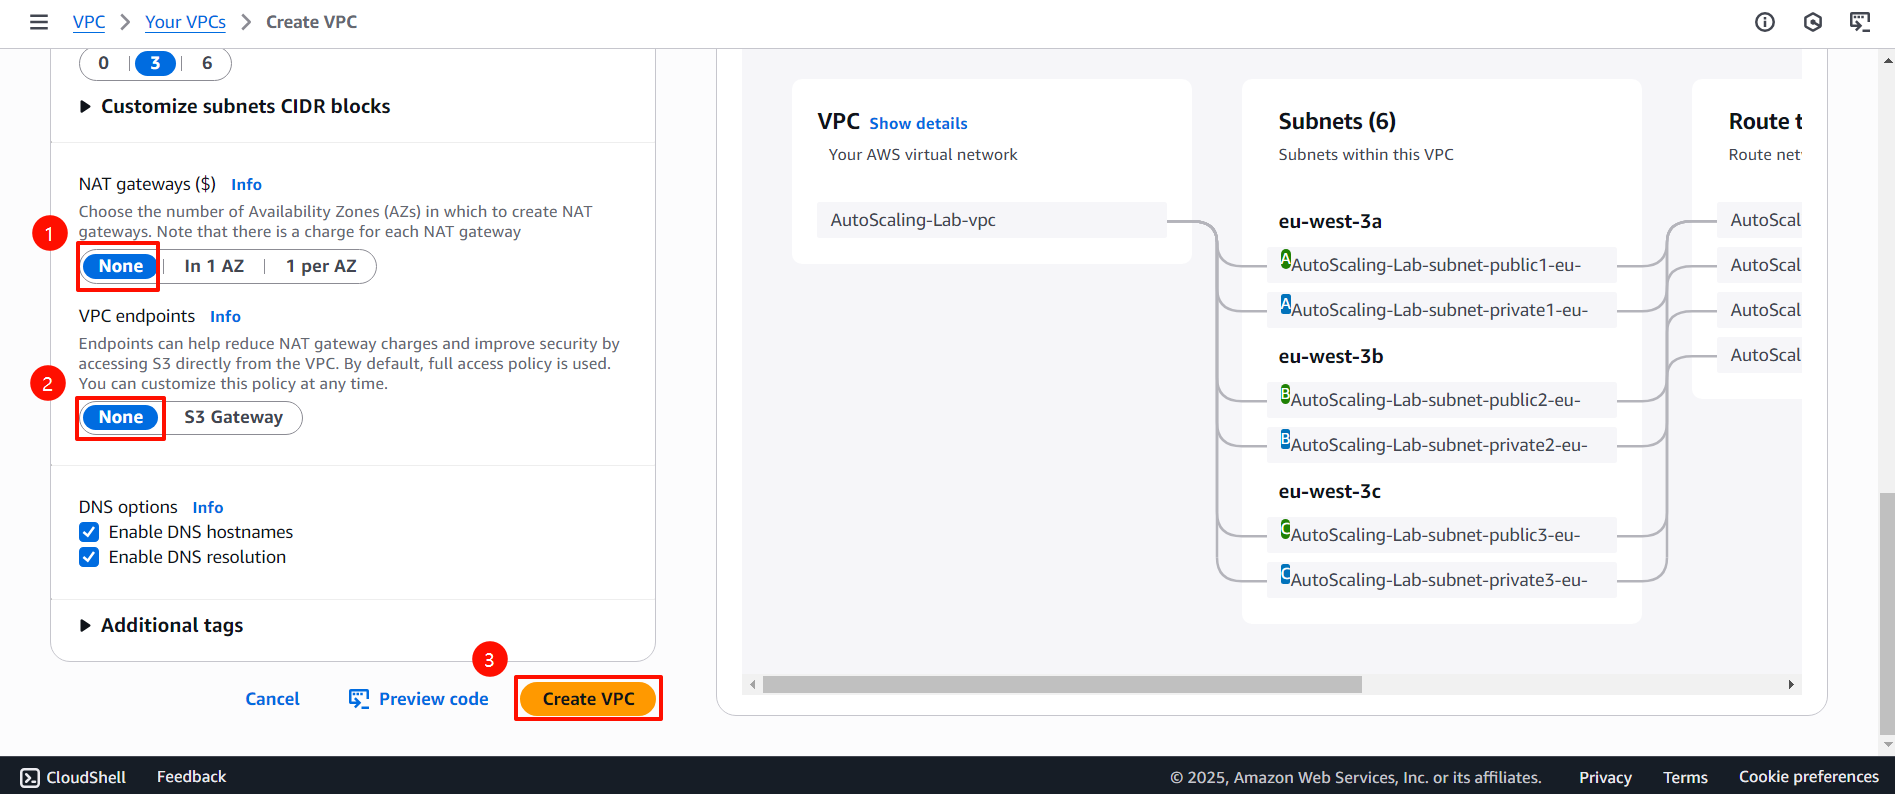 VPC > Your VPCs > Create VPC
0 | 3 | 6
Customize subnets CIDR blocks
NAT gateways ($) Info
Choose the number of Availability Zones (AZs) in which to create NAT
gateways. Note that there is a charge for each NAT gateway
1
None | In 1 AZ | 1 per AZ
VPC endpoints Info
Endpoints can help reduce NAT gateway charges and improve security by
accessing S3 directly from the VPC. By default, full access policy is used.
You can customize this policy at any time.
2
None S3 Gateway
DNS options Info
Enable DNS hostnames
Enable DNS resolution
Additional tags
3
Cancel Preview code Create VPC
VPC Show details
Your AWS virtual network
AutoScaling-Lab-vpc
Subnets (6)
Subnets within this VPC
eu-west-3a
A AutoScaling-Lab-subnet-public1-eu-
A AutoScaling-Lab-subnet-private1-eu-
eu-west-3b
B AutoScaling-Lab-subnet-public2-eu-
B AutoScaling-Lab-subnet-private2-eu-
eu-west-3c
C AutoScaling-Lab-subnet-public3-eu-
C AutoScaling-Lab-subnet-private3-eu-
Route t
Route net
AutoScal
AutoScal
AutoScal
AutoScal
CloudShell Feedback © 2025, Amazon Web Services, Inc. or its affiliates. Privacy Terms Cookie preferences